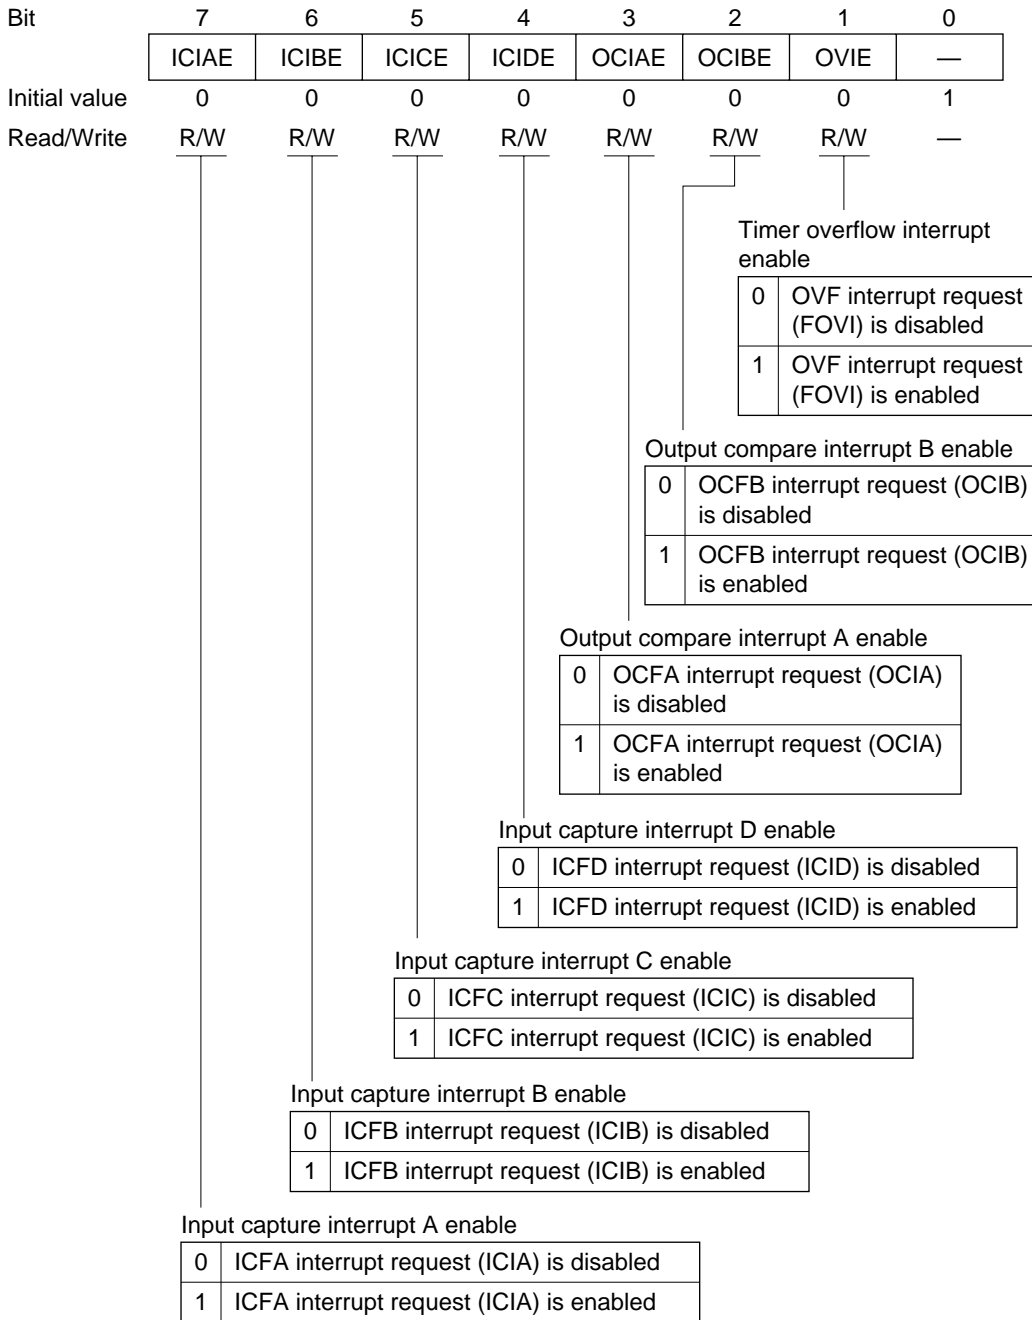 Bit 7 6 5 4 3 2 1 0
ICIAE ICIBE ICICE ICIDE OCIAE OCIBE OVIE —
Initial value 0 0 0 0 0 0 0 1
Read/Write R/W R/W R/W R/W R/W R/W R/W —
Timer overflow interrupt
enable
0 OVF interrupt request
(FOVI) is disabled
1 OVF interrupt request
(FOVI) is enabled
Output compare interrupt B enable
0 OCFB interrupt request (OCIB)
is disabled
1 OCFB interrupt request (OCIB)
is enabled
Output compare interrupt A enable
0 OCFA interrupt request (OCIA)
is disabled
1 OCFA interrupt request (OCIA)
is enabled
Input capture interrupt D enable
0 ICFD interrupt request (ICID) is disabled
1 ICFD interrupt request (ICID) is enabled
Input capture interrupt C enable
0 ICFC interrupt request (ICIC) is disabled
1 ICFC interrupt request (ICIC) is enabled
Input capture interrupt B enable
0 ICFB interrupt request (ICIB) is disabled
1 ICFB interrupt request (ICIB) is enabled
Input capture interrupt A enable
0 ICFA interrupt request (ICIA) is disabled
1 ICFA interrupt request (ICIA) is enabled